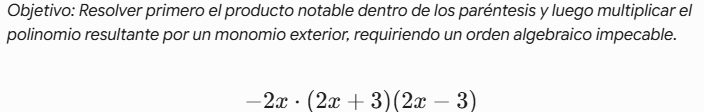 Objetivo: Resolver primero el producto notable dentro de los paréntesis y luego multiplicar el
polinomio resultante por un monomio exterior, requiriendo un orden algebraico impecable.
−2x · (2x + 3)(2x − 3)